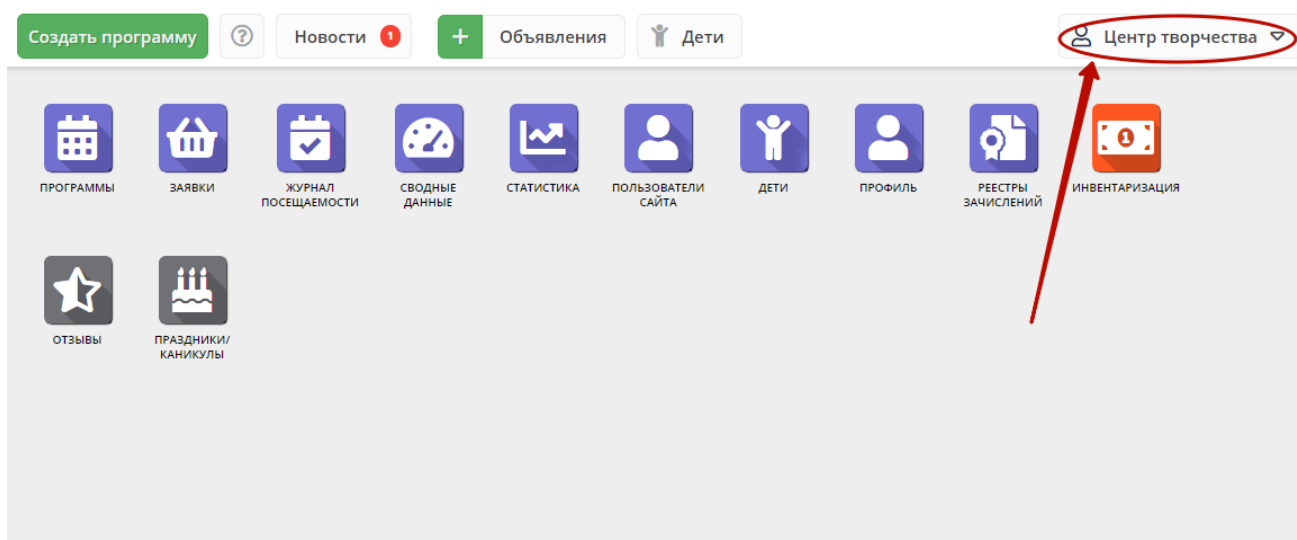 Создать программу
?
Новости 1
+ Объявления
Дети
Центр творчества
ПРОГРАММЫ
ЗАЯВКИ
ЖУРНАЛ
ПОСЕЩАЕМОСТИ
СВОДНЫЕ
ДАННЫЕ
СТАТИСТИКА
ПОЛЬЗОВАТЕЛИ
САЙТА
ДЕТИ
ПРОФИЛЬ
РЕЕСТРЫ
ЗАЧИСЛЕНИЙ
1
ИНВЕНТАРИЗАЦИЯ
ОТЗЫВЫ
ПРАЗДНИКИ/
КАНИКУЛЫ